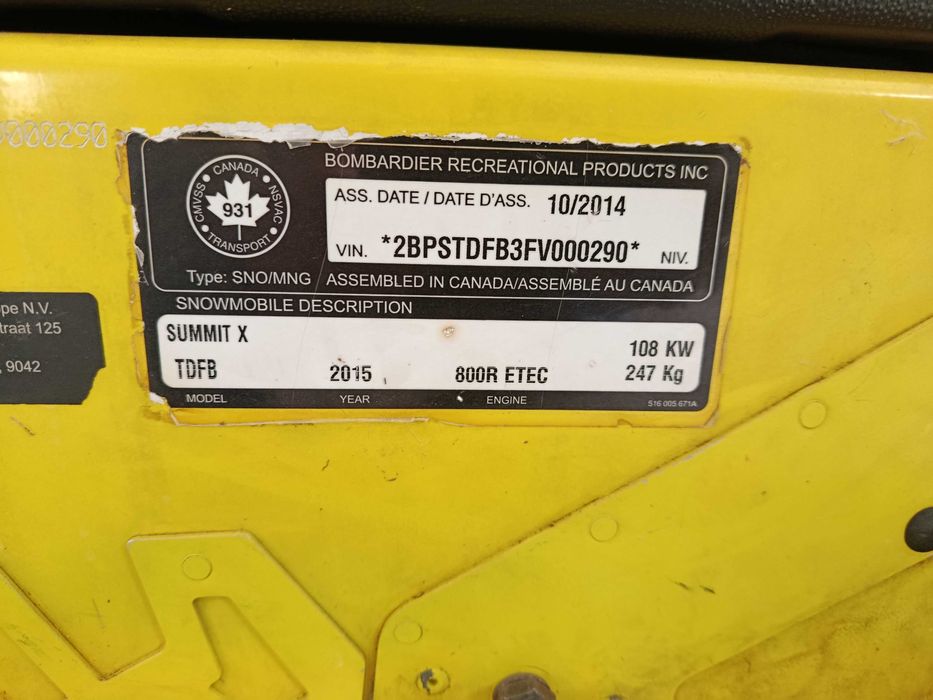 000290
BOMBARDIER RECREATIONAL PRODUCTS INC
CANADA
CMVSS
NSVAC
931
TRANSPORT
ASS. DATE / DATE D'ASS. 10/2014
VIN. *2BPSTDFB3FV000290* NIV.
Type: SNO/MNG ASSEMBLED IN CANADA/ASSEMBLÉ AU CANADA
SNOWMOBILE DESCRIPTION
SUMMIT X 108 KW
TDFB 2015 800R ETEC 247 Kg
MODEL YEAR ENGINE 516 005 671A
pe N.V.
traat 125
9042